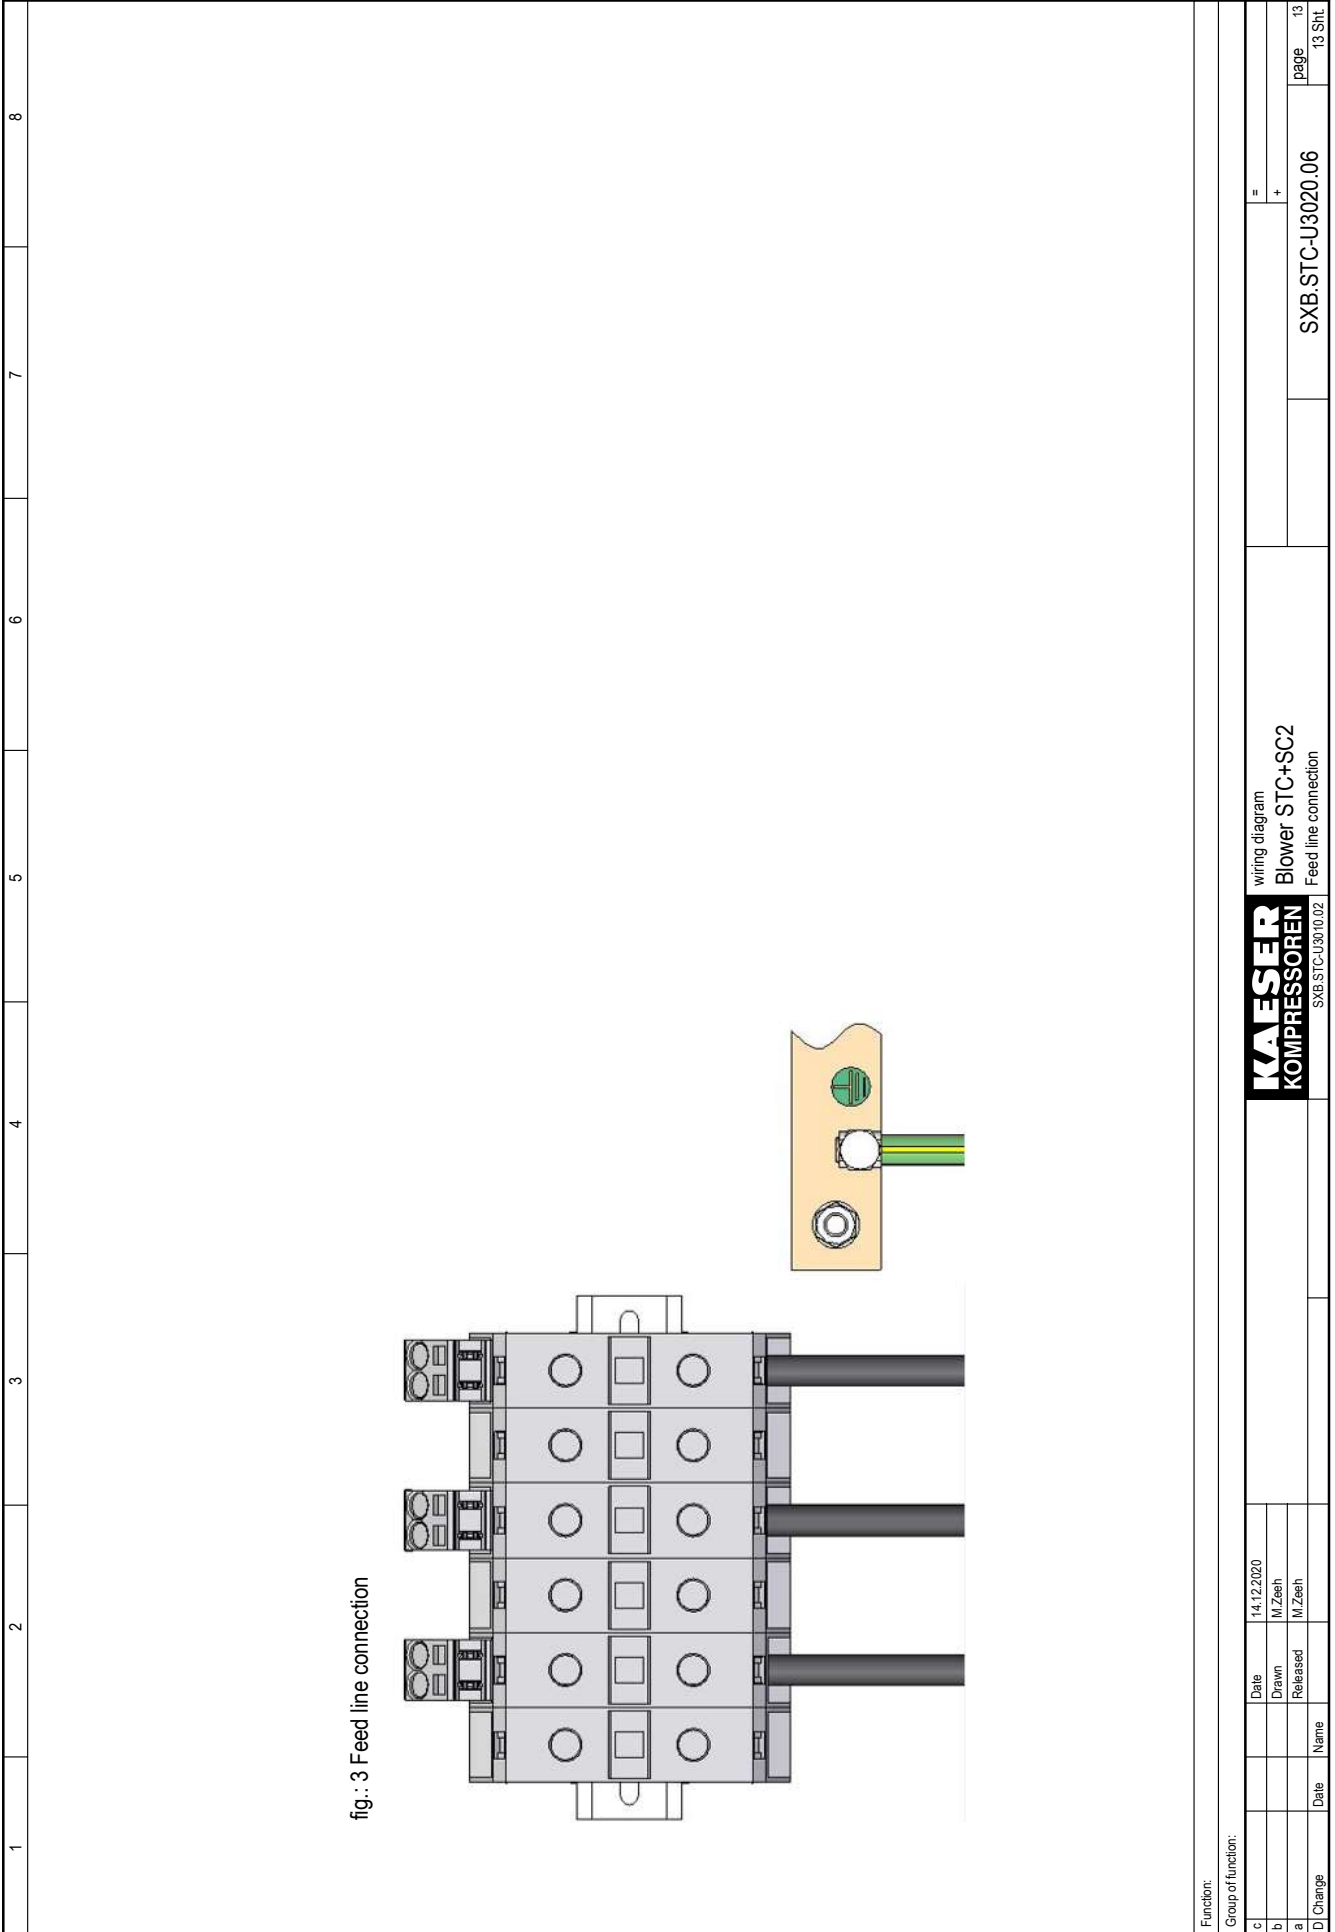 1
2
3
4
5
6
7
8
fig.: 3 Feed line connection
Function:
Group of function:
c
b
a
D Change
Date
Name
Date
14.12.2020
Drawn
M.Zeeh
Released
M.Zeeh
KAESER
KOMPRESSOREN
SXB.STC-U3010.02
wiring diagram
Blower STC+SC2
Feed line connection
=
+
SXB.STC-U3020.06
page 13
13 Sht.